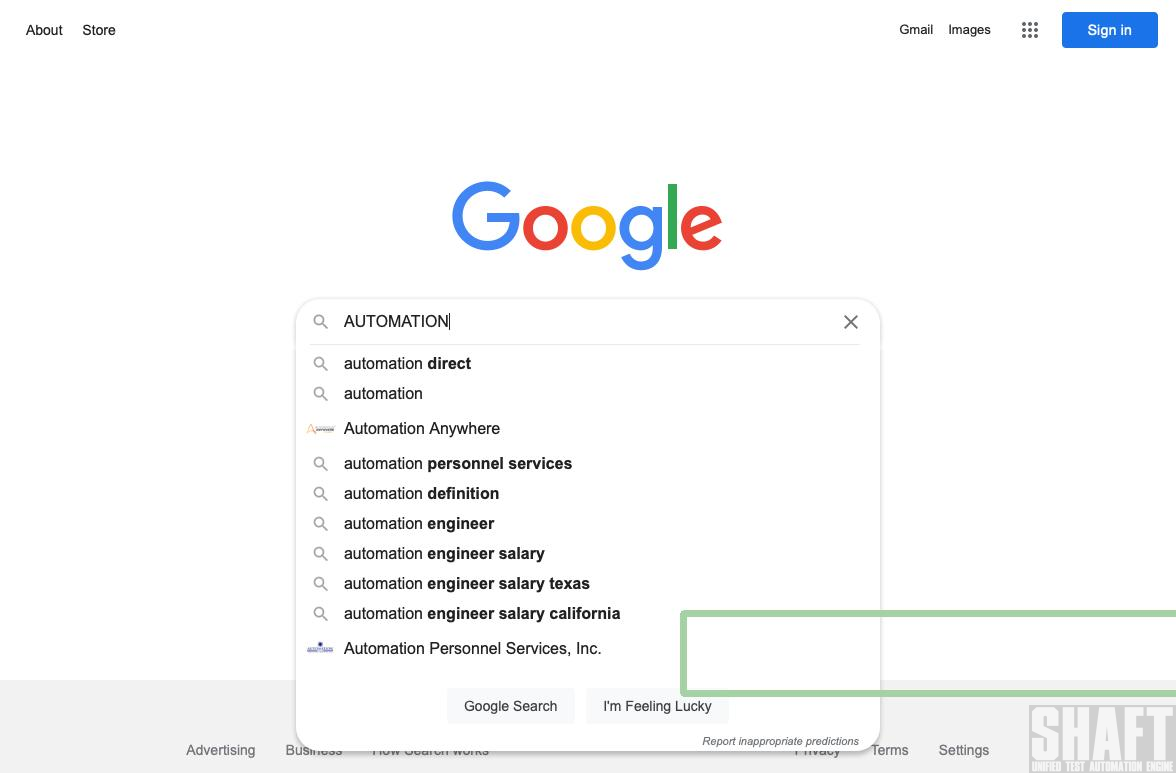 About Store Gmail Images Sign in
Google
AUTOMATION
automation direct
automation
Automation Anywhere
automation personnel services
automation definition
automation engineer
automation engineer salary
automation engineer salary texas
automation engineer salary california
Automation Personnel Services, Inc.
Google Search I'm Feeling Lucky
Report inappropriate predictions
Advertising Business How Search works Privacy Terms Settings
SHAFT
UNIFIED TEST AUTOMATION ENGINE